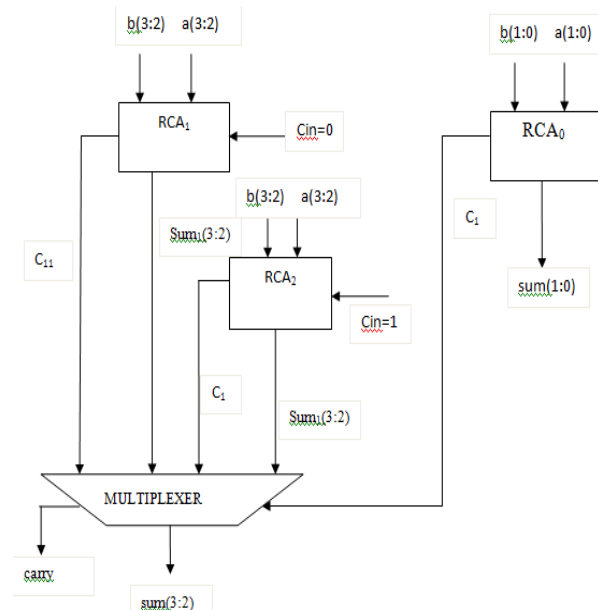 b(3:2) a(3:2)
b(1:0) a(1:0)
RCA₁
Cin=0
RCA₀
b(3:2) a(3:2)
Sum₁(3:2)
C₁
C₁₁
RCA₂
sum(1:0)
Cin=1
C₁
Sum₁(3:2)
MULTIPLEXER
carry
sum(3:2)